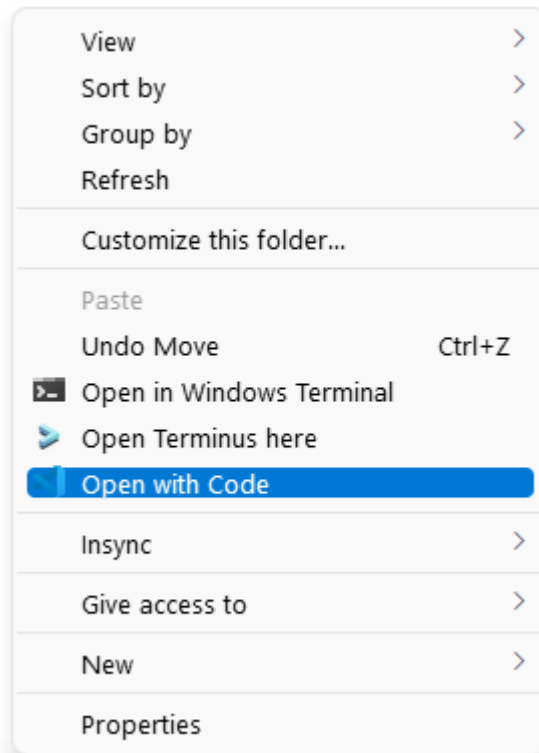 View
Sort by
Group by
Refresh
Customize this folder...
Paste
Undo Move Ctrl+Z
Open in Windows Terminal
Open Terminus here
Open with Code
Insync
Give access to
New
Properties